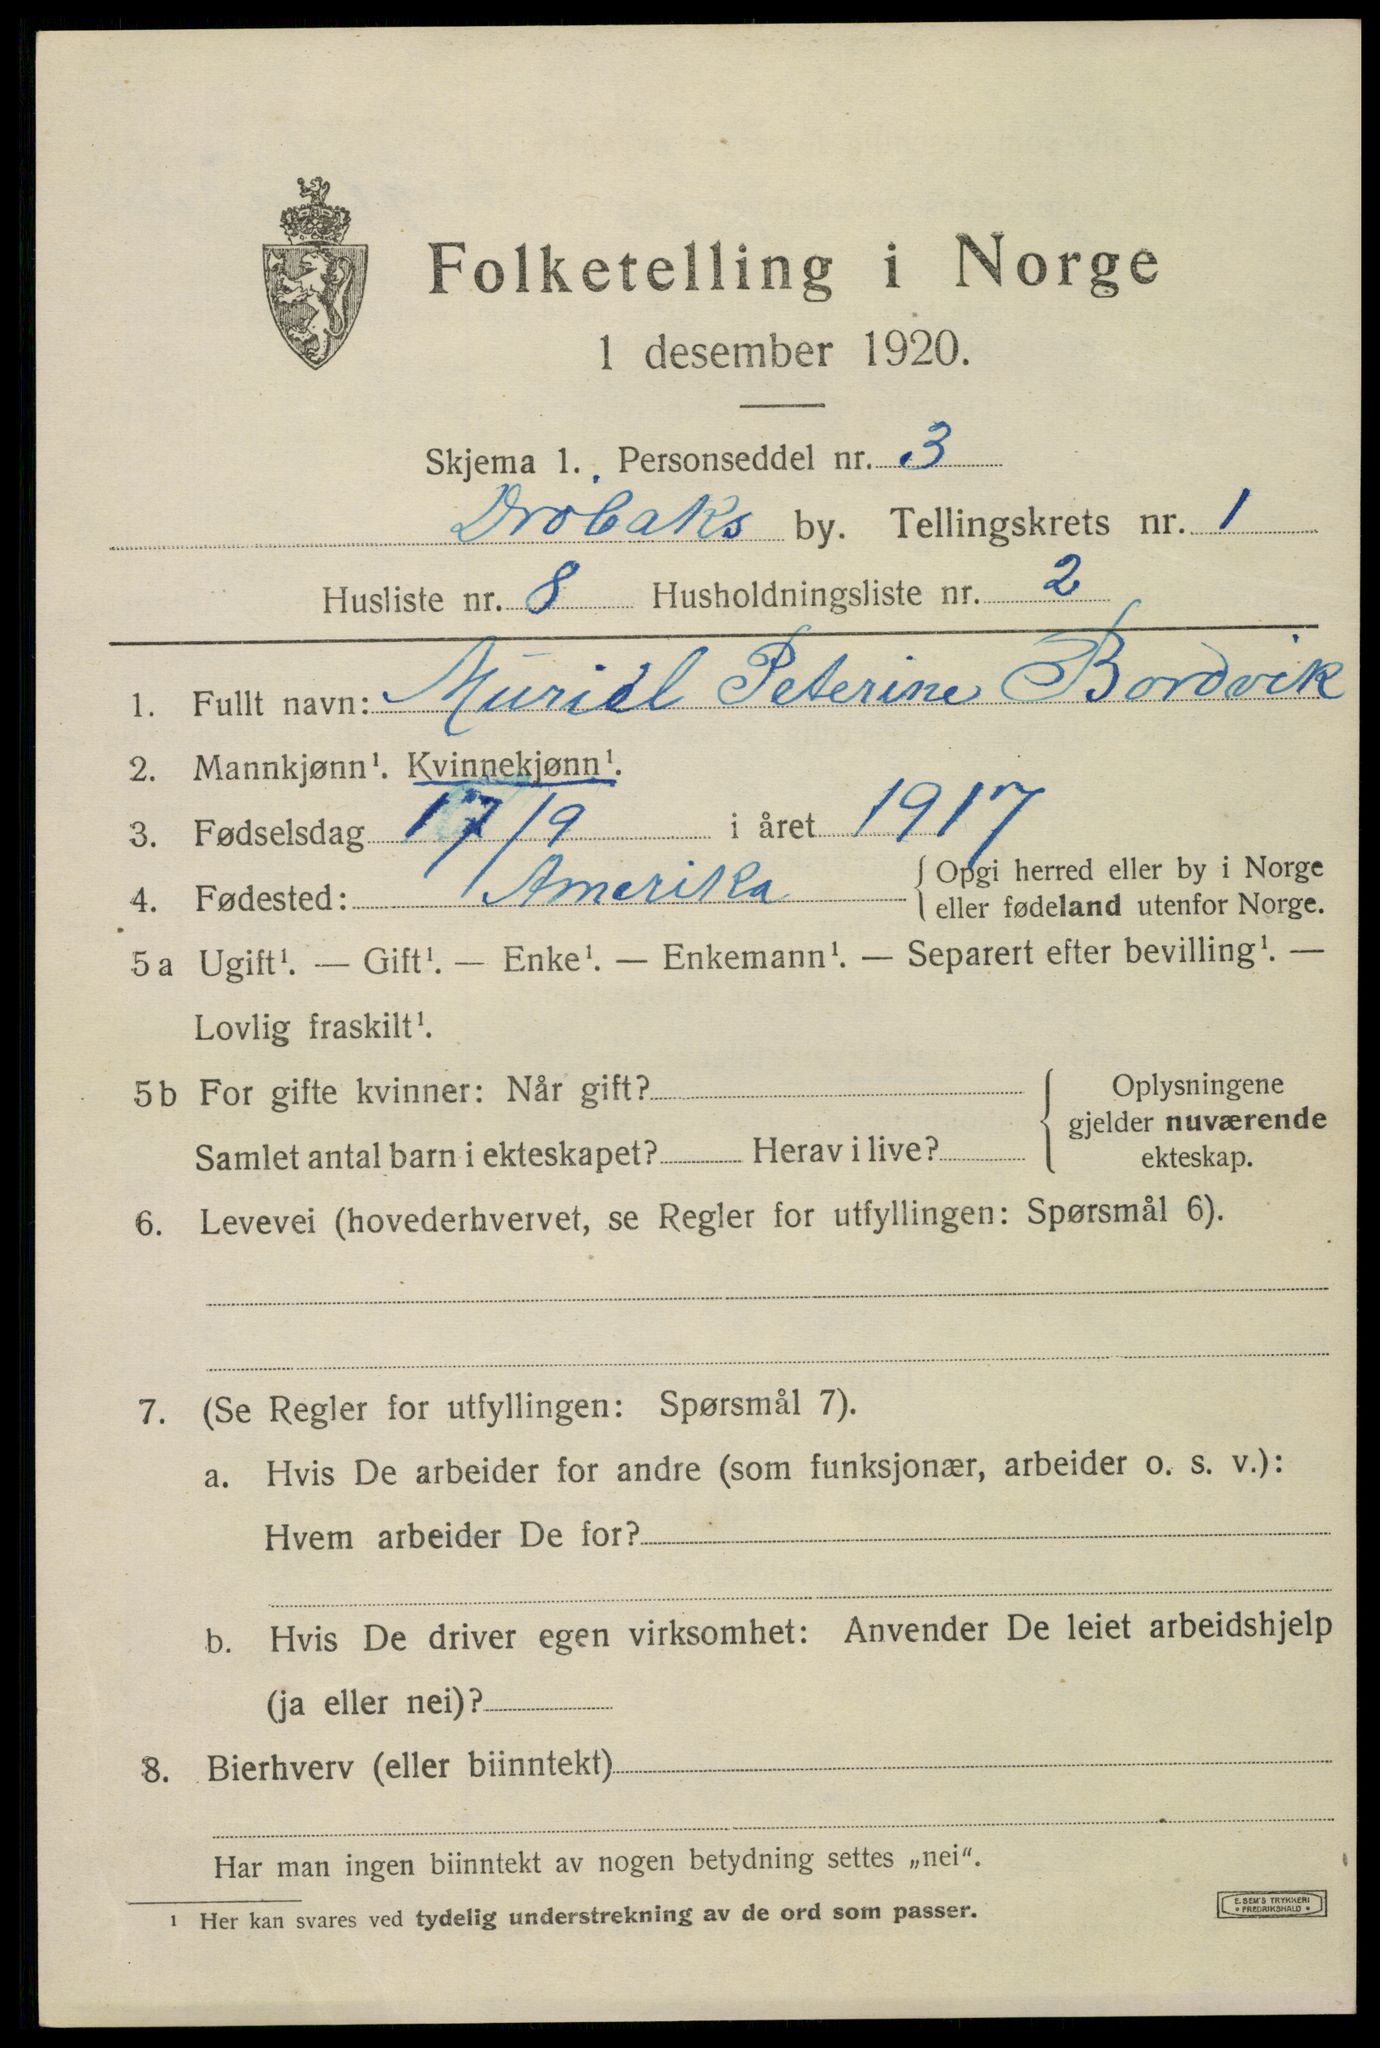 Folketelling i Norge
1 desember 1920.
Skjema 1. Personseddel nr. 3
Drøbaks by. Tellingskrets nr. 1
Husliste nr. 8 Husholdningsliste nr. 2
1. Fullt navn: Muriel Peterine Bordvik
2. Mannkjønn¹. Kvinnekjønn¹.
3. Fødselsdag 17/9 i året 1917
4. Fødested: Amerika { Opgi herred eller by i Norge
eller fødeland utenfor Norge.
5 a Ugift¹. — Gift¹. — Enke¹. — Enkemann¹. — Separert efter bevilling¹. —
Lovlig fraskilt¹.
5 b For gifte kvinner: Når gift? { Oplysningene
gjelder nuværende
Samlet antal barn i ekteskapet? Herav i live? ekteskap.
6. Levevei (hovederhvervet, se Regler for utfyllingen: Spørsmål 6).
7. (Se Regler for utfyllingen: Spørsmål 7).
a. Hvis De arbeider for andre (som funksjonær, arbeider o. s. v.):
Hvem arbeider De for?
b. Hvis De driver egen virksomhet: Anvender De leiet arbeidshjelp
(ja eller nei)?
8. Bierhverv (eller biinntekt)
Har man ingen biinntekt av nogen betydning settes „nei“.
¹ Her kan svares ved tydelig understrekning av de ord som passer.
E. SEM'S TRYKKERI
* FREDRIKSHALD *